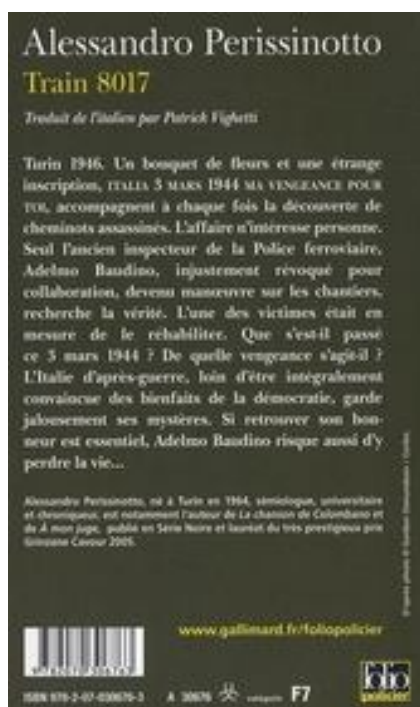 Alessandro Perissinotto
Train 8017
Traduit de l'italien par Patrick Vighetti
Turin 1946. Un bouquet de fleurs et une étrange
inscription, ITALIA 3 MARS 1944 MA VENGEANCE POUR
TOI, accompagnent à chaque fois la découverte de
cheminots assassinés. L'affaire n'intéresse personne.
Seul l'ancien inspecteur de la Police ferroviaire,
Adelmo Baudino, injustement révoqué pour
collaboration, devenu manœuvre sur les chantiers,
recherche la vérité. L'une des victimes était en
mesure de le réhabiliter. Que s'est-il passé
ce 3 mars 1944 ? De quelle vengeance s'agit-il ?
L'Italie d'après-guerre, loin d'être intégralement
convaincue des bienfaits de la démocratie, garde
jalousement ses mystères. Si retrouver son hon-
neur est essentiel, Adelmo Baudino risque aussi d'y
perdre la vie...
Alessandro Perissinotto, né à Turin en 1964, sémiologue, universitaire
et chroniqueur, est notamment l'auteur de La chanson de Colombano et
de À mon juge, publié en Série Noire et lauréat du très prestigieux prix
Grinzane Cavour 2005.
D'après photo ©
www.gallimard.fr/foliopolicier
folio
policier
9 782070 306763
ISBN 978-2-07-030676-3 A 30676 catégorie F7